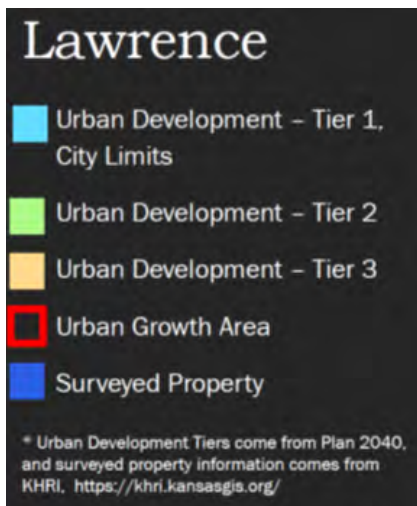 Lawrence
Urban Development – Tier 1,
City Limits
Urban Development – Tier 2
Urban Development – Tier 3
Urban Growth Area
Surveyed Property
* Urban Development Tiers come from Plan 2040,
and surveyed property information comes from
KHRI, https://khri.kansasgis.org/